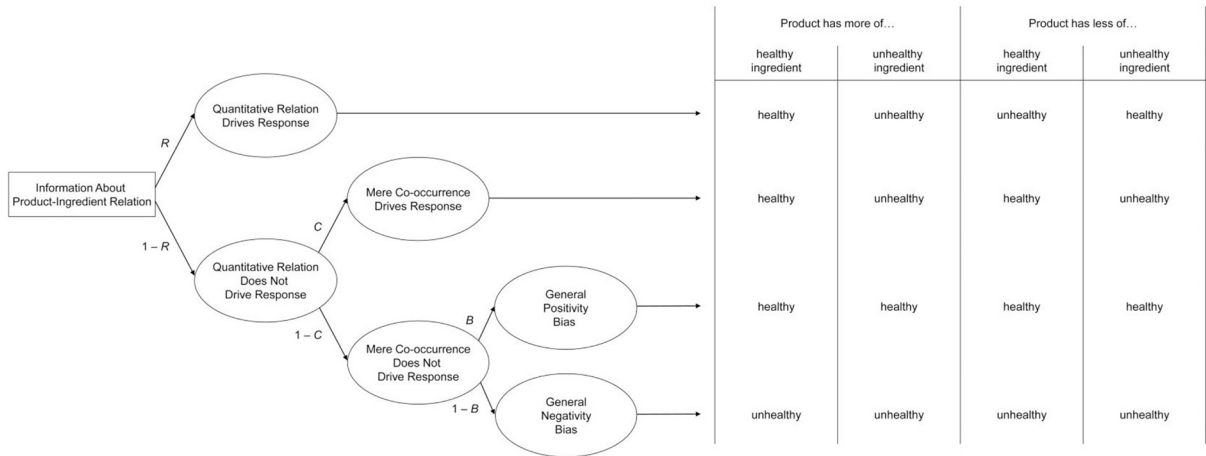 Product has more of…
Product has less of…
healthy
ingredient
unhealthy
ingredient
healthy
ingredient
unhealthy
ingredient
Quantitative Relation
Drives Response
healthy
unhealthy
unhealthy
healthy
R
Information About
Product-Ingredient Relation
Mere Co-occurrence
Drives Response
healthy
unhealthy
healthy
unhealthy
C
1 – R
Quantitative Relation
Does Not
Drive Response
General
Positivity
Bias
healthy
healthy
healthy
healthy
B
1 – C
Mere Co-occurrence
Does Not
Drive Response
1 – B
General
Negativity
Bias
unhealthy
unhealthy
unhealthy
unhealthy